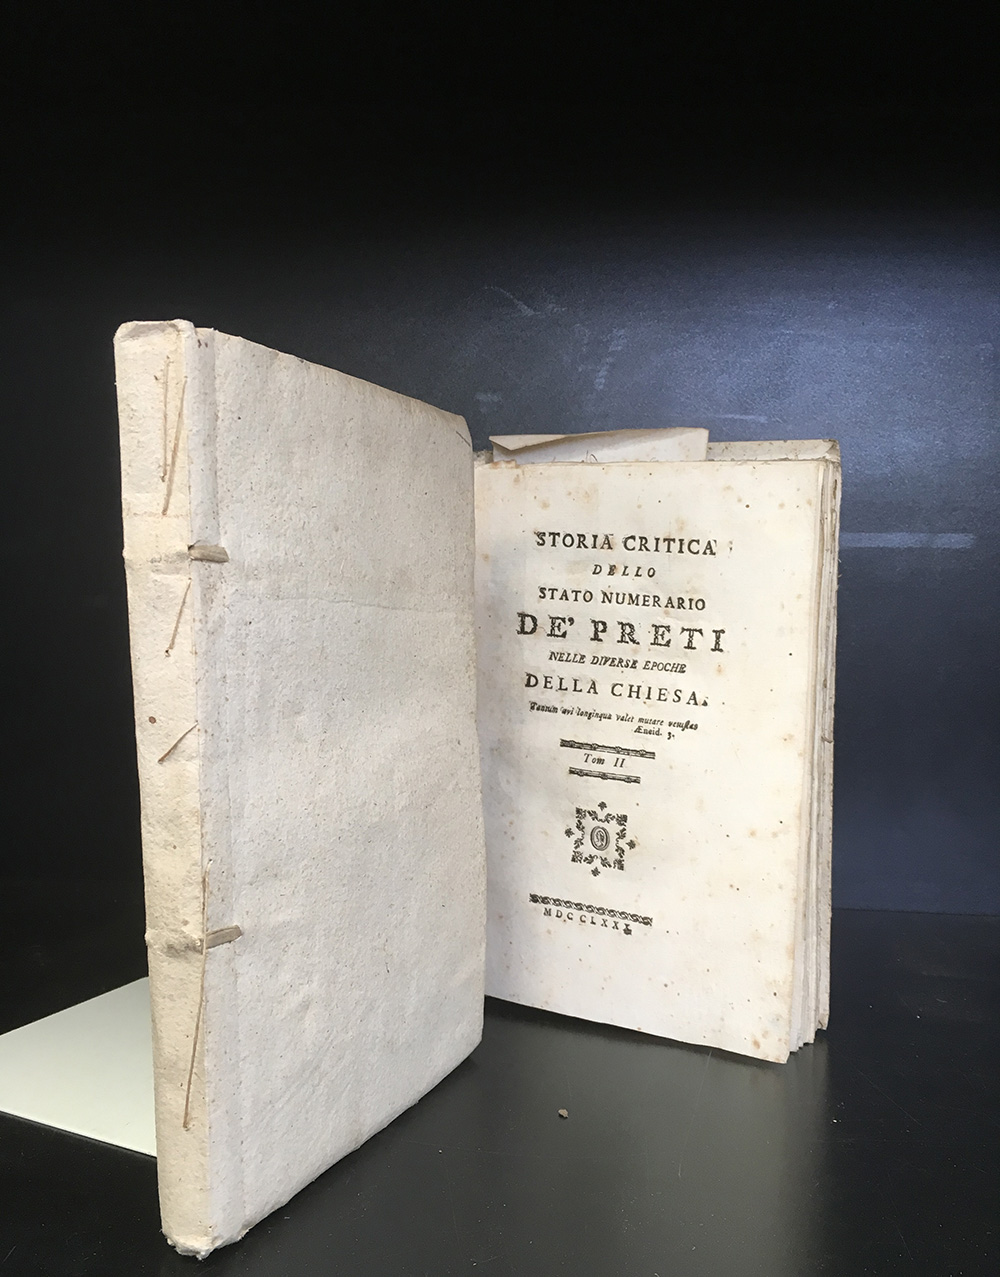 STORIA CRITICA
DELLO
STATO NUMERARIO
DE' PRETI
NELLE DIVERSE EPOCHE
DELLA CHIESA.
Tantum ævi longinqua valet mutare vetustas
Æneid. 3.
Tom II
MDCCLXXX